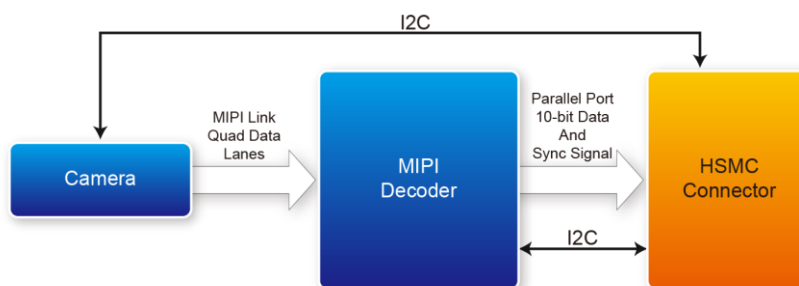 I2C
MIPI Link
Quad Data
Lanes
Parallel Port
10-bit Data
And
Sync Signal
Camera
MIPI
Decoder
HSMC
Connector
I2C